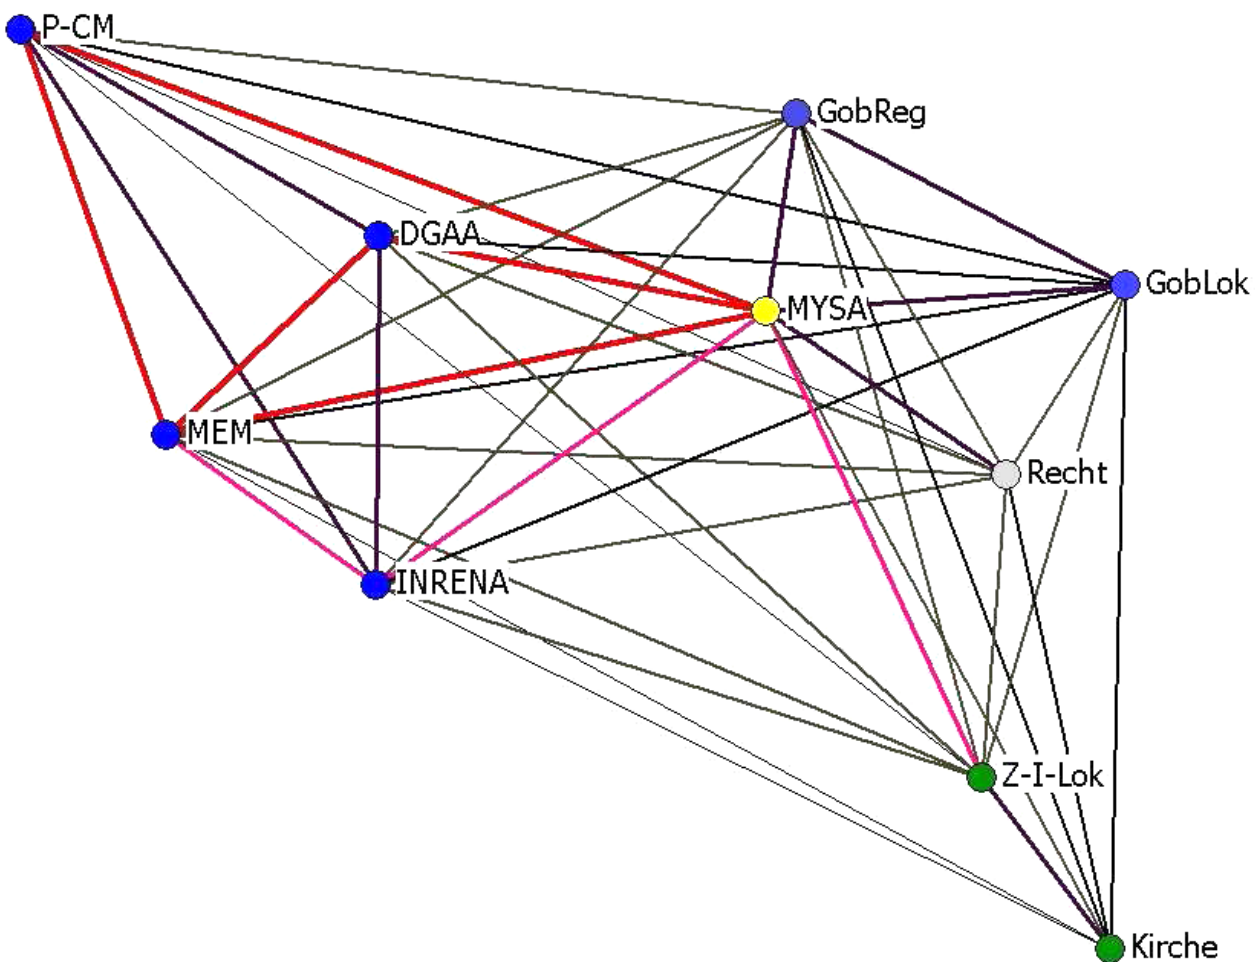 P-CM
GobReg
DGAA
GobLok
MYSA
MEM
Recht
INRENA
Z-I-Lok
Kirche